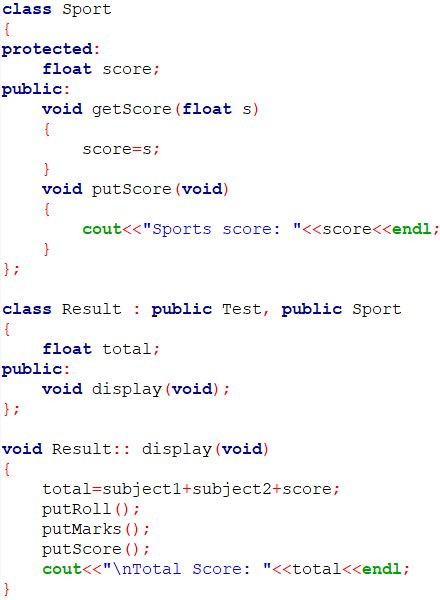 class Sport
{
protected:
    float score;
public:
    void getScore(float s)
    {
        score=s;
    }
    void putScore(void)
    {
        cout<<"Sports score: "<<score<<endl;
    }
};

class Result : public Test, public Sport
{
    float total;
public:
    void display(void);
};

void Result:: display(void)
{
    total=subject1+subject2+score;
    putRoll();
    putMarks();
    putScore();
    cout<<"\nTotal Score: "<<total<<endl;
}